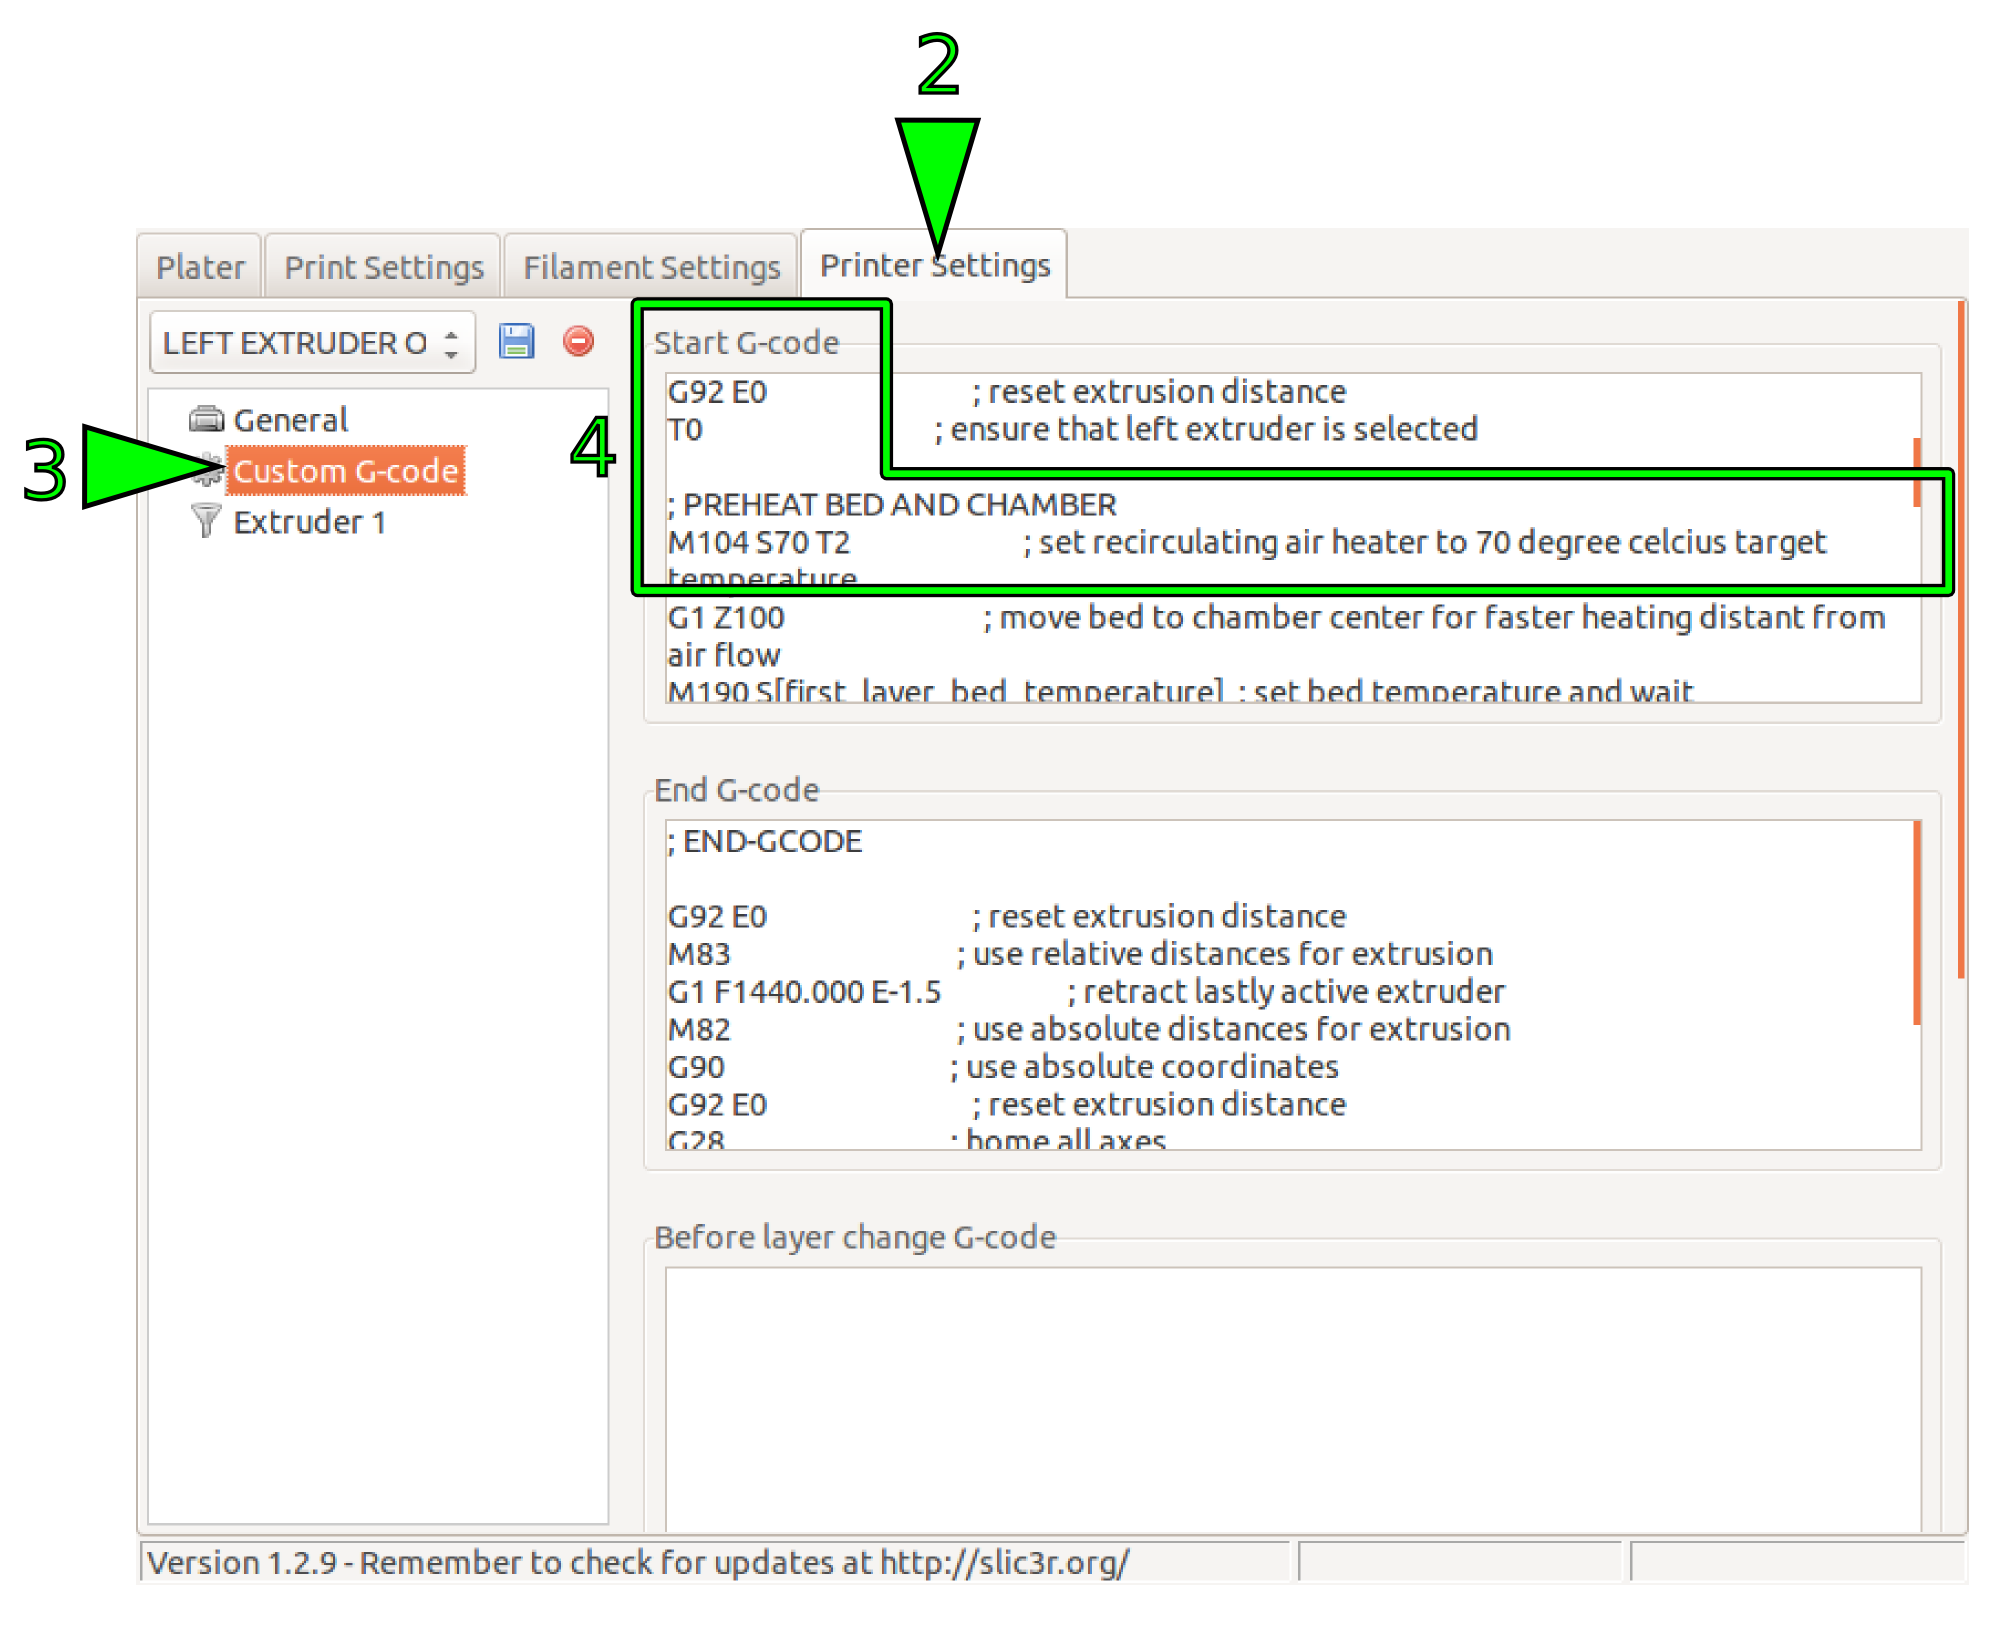 2
Plater Print Settings Filament Settings Printer Settings
LEFT EXTRUDER O
General
3 Custom G-code
Extruder 1
4
Start G-code
G92 E0 ; reset extrusion distance
T0 ; ensure that left extruder is selected
; PREHEAT BED AND CHAMBER
M104 S70 T2 ; set recirculating air heater to 70 degree celcius target
temperature
G1 Z100 ; move bed to chamber center for faster heating distant from
air flow
M190 S[first_layer_bed_temperature] ; set bed temperature and wait
End G-code
; END-GCODE
G92 E0 ; reset extrusion distance
M83 ; use relative distances for extrusion
G1 F1440.000 E-1.5 ; retract lastly active extruder
M82 ; use absolute distances for extrusion
G90 ; use absolute coordinates
G92 E0 ; reset extrusion distance
G28 ; home all axes
Before layer change G-code
Version 1.2.9 - Remember to check for updates at http://slic3r.org/